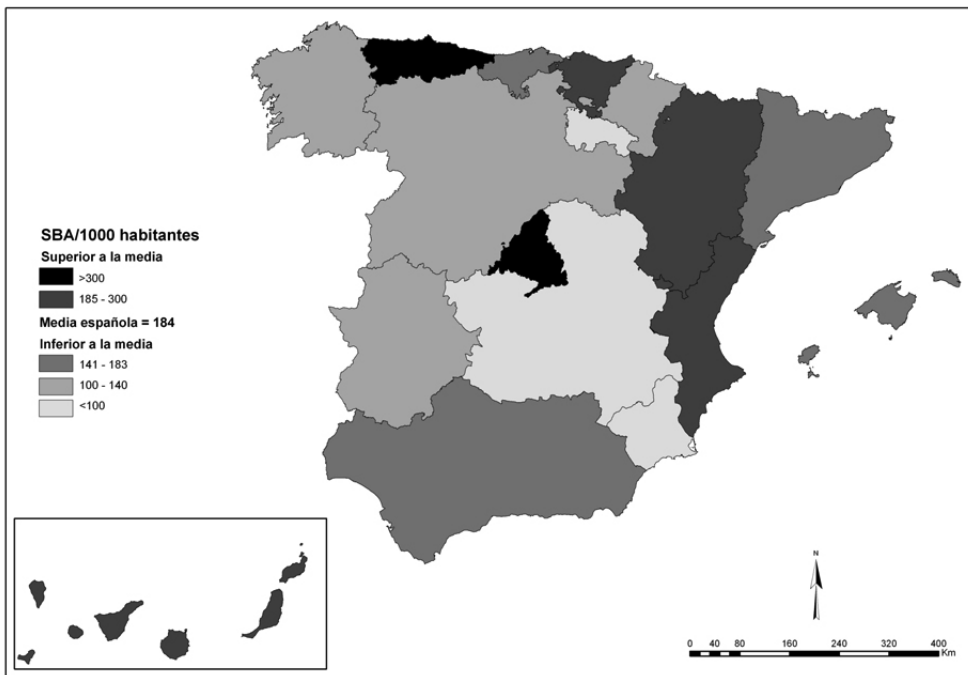 SBA/1000 habitantes
Superior a la media
>300
185 - 300
Media española = 184
Inferior a la media
141 - 183
100 - 140
<100
N
0 40 80 160 240 320 400
Km